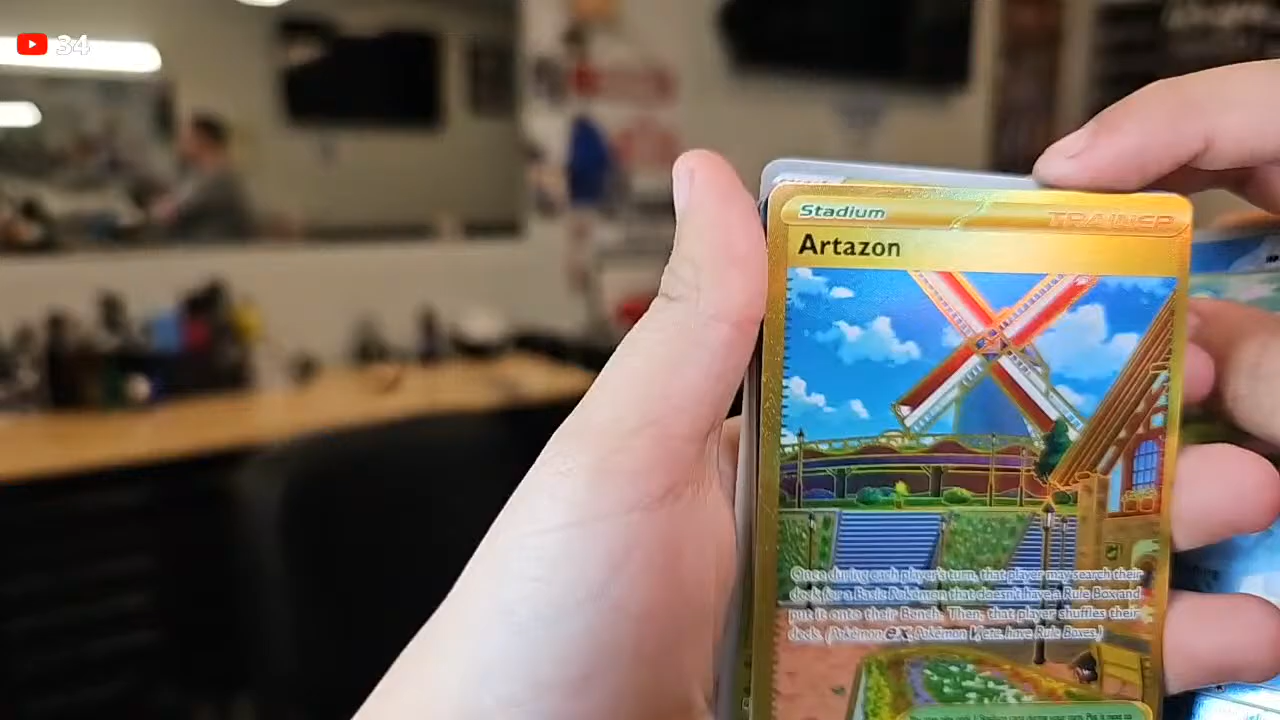 34
Stadium
TRAINER
Artazon
Once during each player's turn, that player may search their
deck for a Basic Pokémon that doesn't have a Rule Box and
put it onto their Bench. Then, that player shuffles their
deck. (Pokémon ex, Pokémon V, etc. have Rule Boxes.)